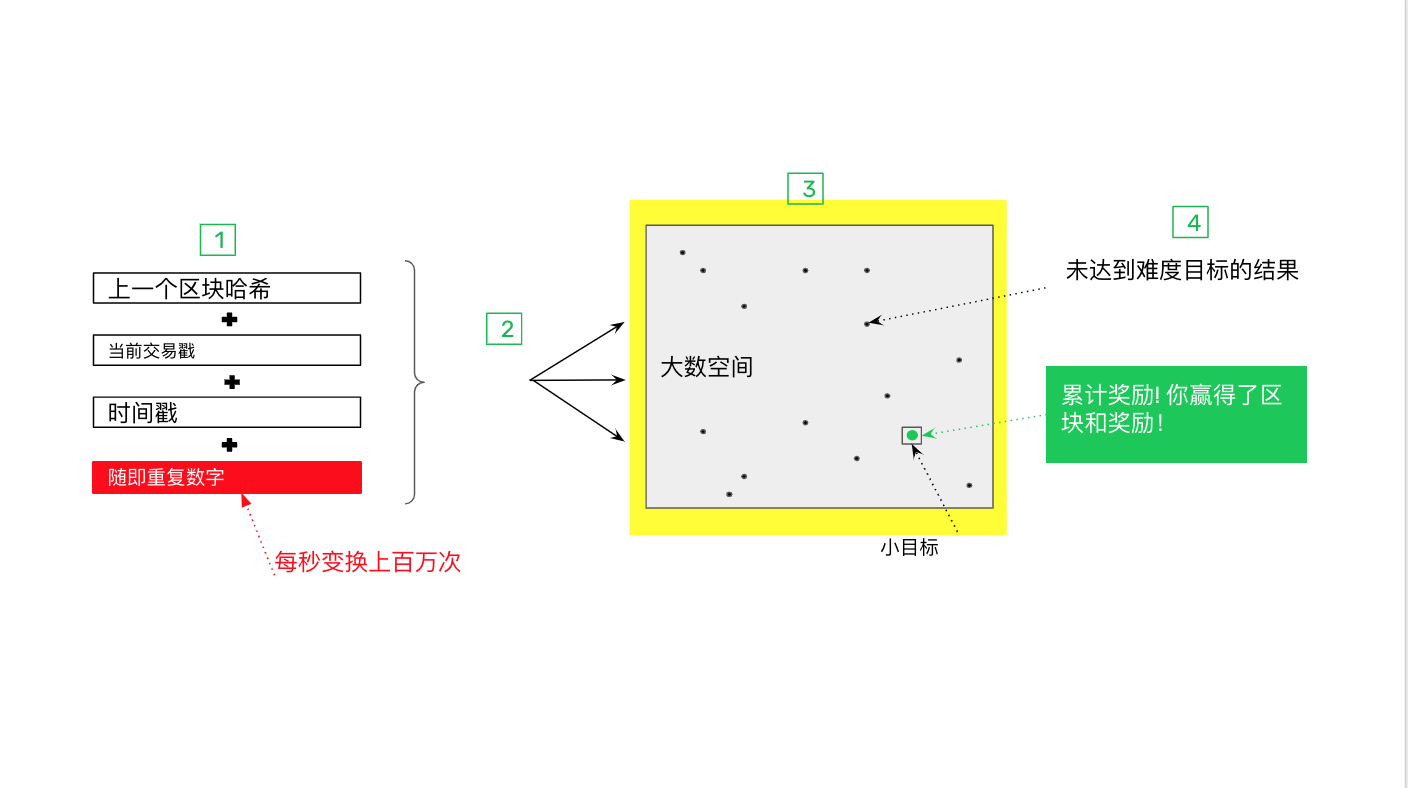 1
上一个区块哈希
当前交易戳
时间戳
随即重复数字
每秒变换上百万次
2
3
大数空间
小目标
4
未达到难度目标的结果
累计奖励! 你赢得了区
块和奖励!